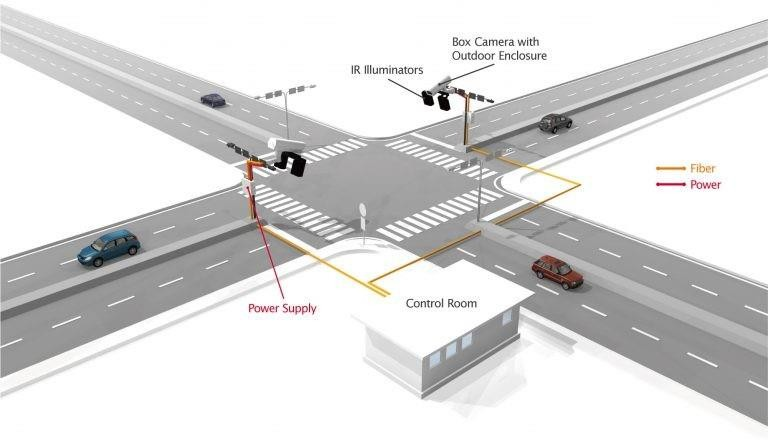 Box Camera with
Outdoor Enclosure
IR Illuminators
Fiber
Power
Power Supply
Control Room